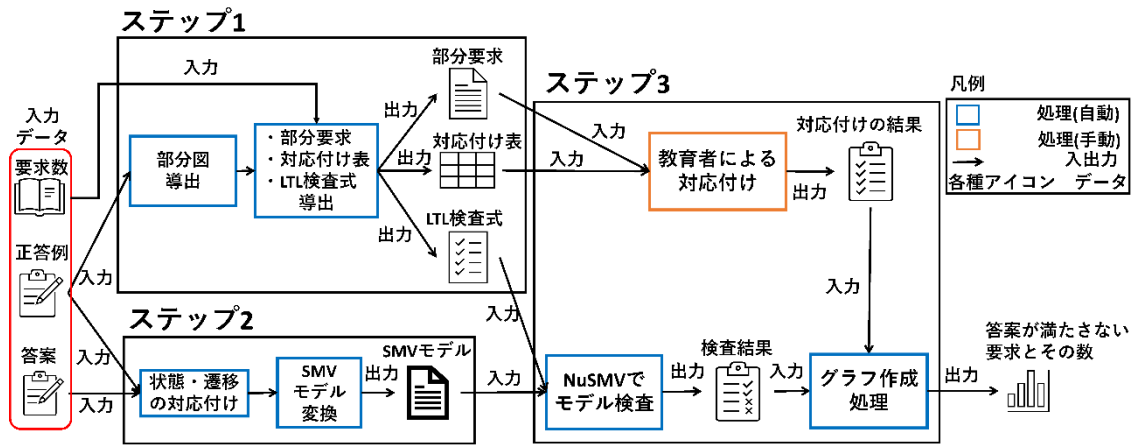 ステップ1
入力
データ
要求数
正答例
答案
入力
入力
入力
入力
部分図
導出
・部分要求
・対応付け表
・LTL検査式
導出
出力
出力
出力
部分要求
対応付け表
LTL検査式
ステップ2
状態・遷移
の対応付け
SMV
モデル
変換
出力
SMVモデル
入力
入力
ステップ3
入力
入力
教育者による
対応付け
出力
対応付けの結果
入力
NuSMVで
モデル検査
出力
検査結果
入力
グラフ作成
処理
出力
答案が満たさない
要求とその数
凡例
処理(自動)
処理(手動)
入出力
各種アイコン データ